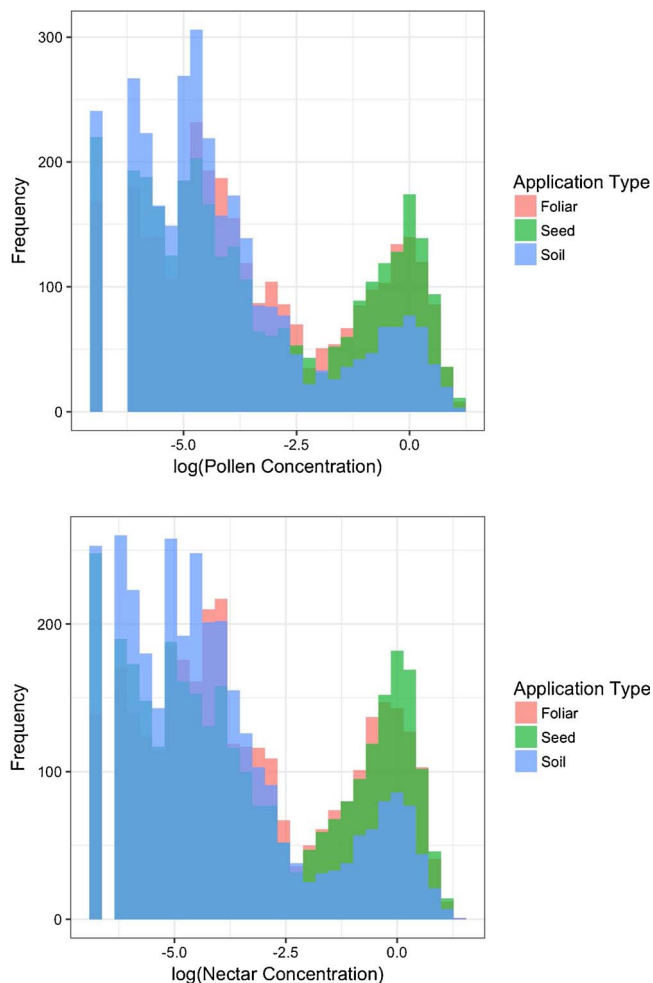 300
200
100
0
Frequency
-5.0
-2.5
0.0
log(Pollen Concentration)
Application Type
Foliar
Seed
Soil
200
100
0
Frequency
-5.0
-2.5
0.0
log(Nectar Concentration)
Application Type
Foliar
Seed
Soil